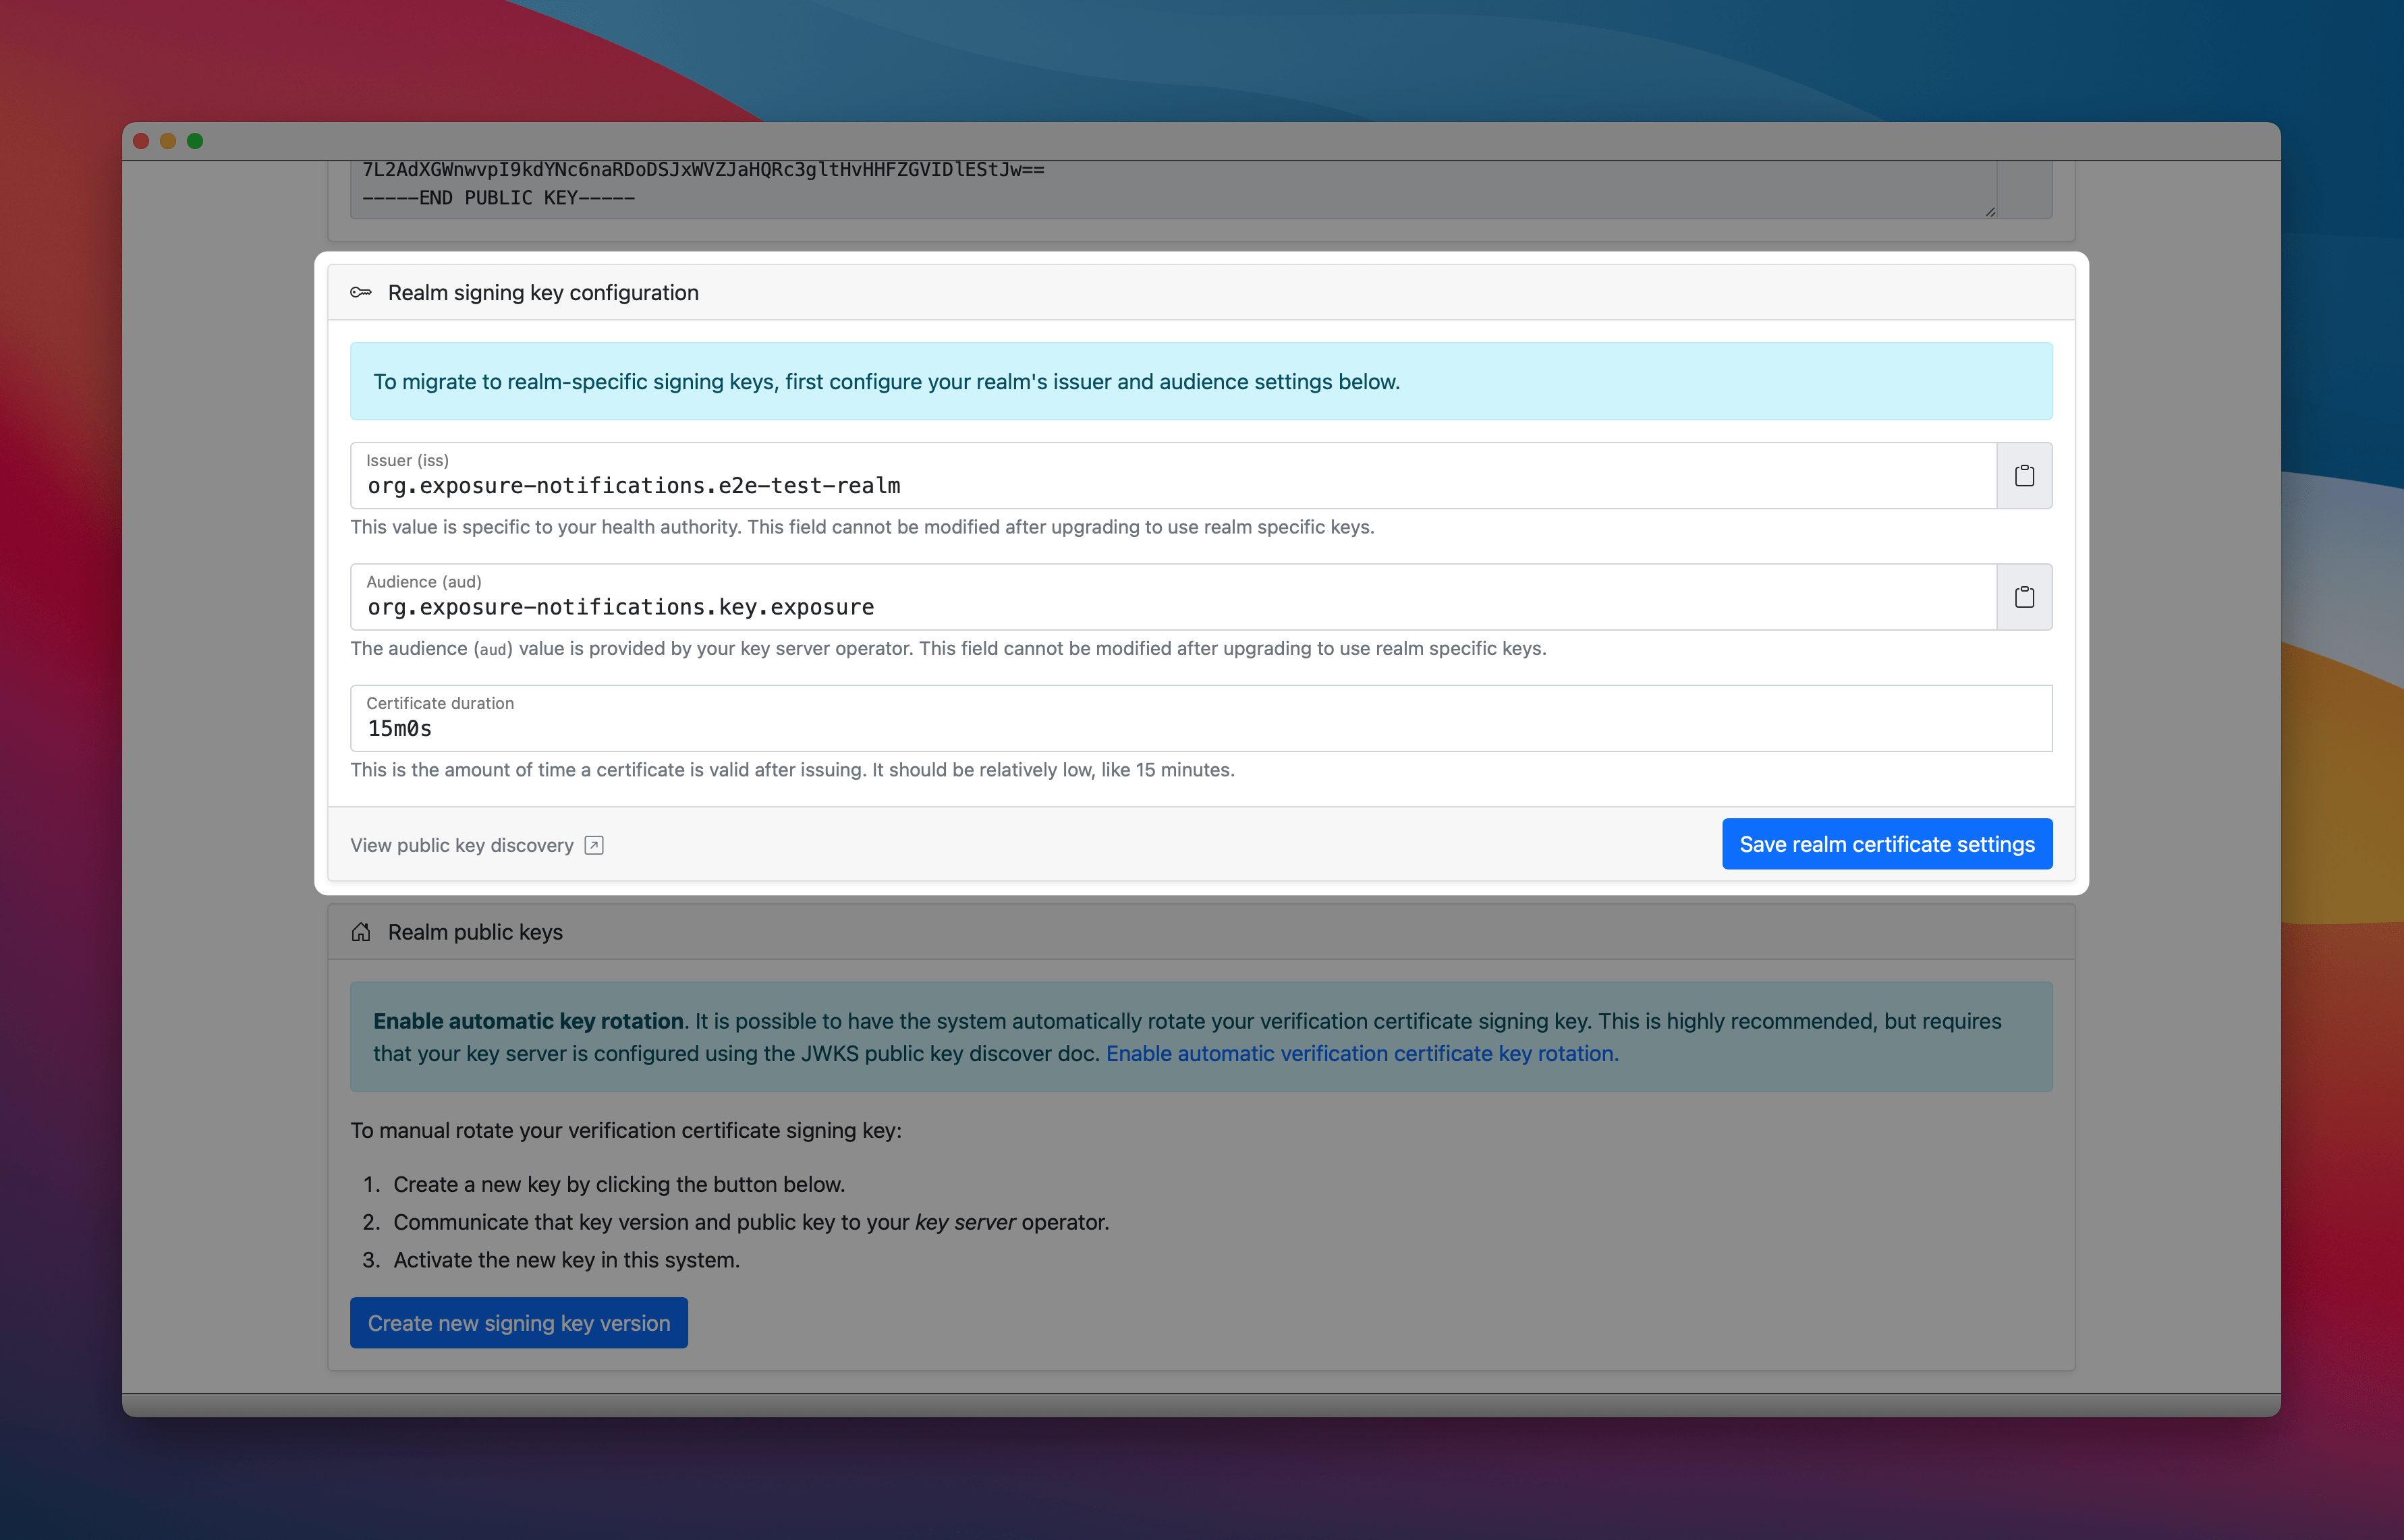 7L2AdXGWnwvpI9kdYNc6naRDoDSJxWVZJaHQRc3gltHvHHFZGVIDlEStJw==
-----END PUBLIC KEY-----
Realm signing key configuration
To migrate to realm-specific signing keys, first configure your realm's issuer and audience settings below.
Issuer (iss)
org.exposure-notifications.e2e-test-realm
This value is specific to your health authority. This field cannot be modified after upgrading to use realm specific keys.
Audience (aud)
org.exposure-notifications.key.exposure
The audience (aud) value is provided by your key server operator. This field cannot be modified after upgrading to use realm specific keys.
Certificate duration
15m0s
This is the amount of time a certificate is valid after issuing. It should be relatively low, like 15 minutes.
View public key discovery
Save realm certificate settings
Realm public keys
Enable automatic key rotation. It is possible to have the system automatically rotate your verification certificate signing key. This is highly recommended, but requires
that your key server is configured using the JWKS public key discover doc. Enable automatic verification certificate key rotation.
To manual rotate your verification certificate signing key:
1. Create a new key by clicking the button below.
2. Communicate that key version and public key to your key server operator.
3. Activate the new key in this system.
Create new signing key version